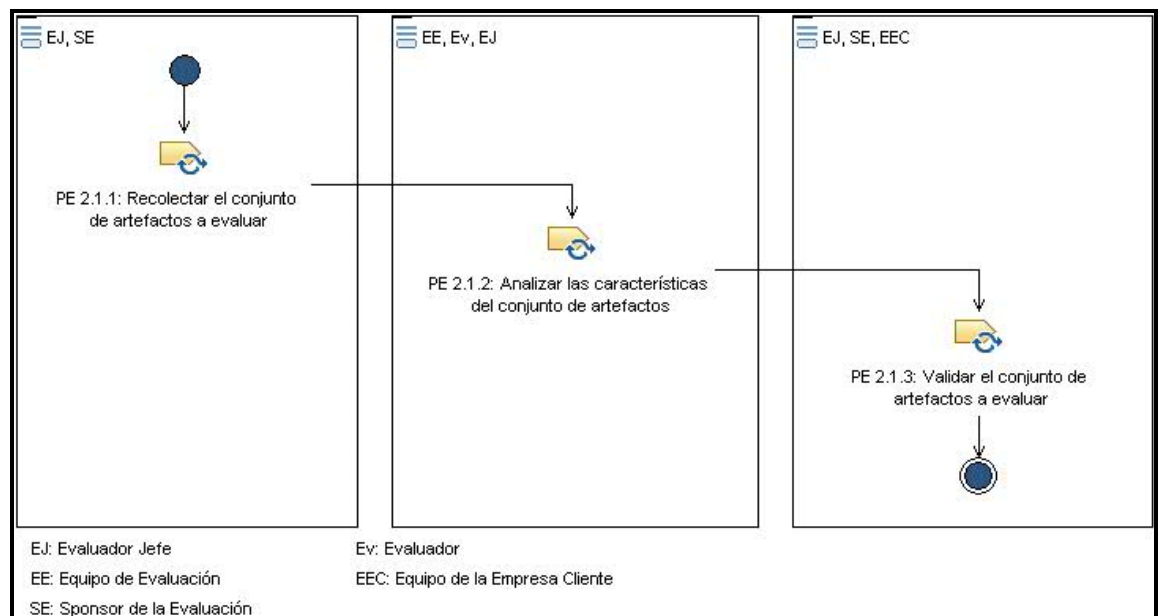 EJ, SE
EE, Ev, EJ
EJ, SE, EEC
PE 2.1.1: Recolectar el conjunto
de artefactos a evaluar
PE 2.1.2: Analizar las características
del conjunto de artefactos
PE 2.1.3: Validar el conjunto de
artefactos a evaluar
EJ: Evaluador Jefe
Ev: Evaluador
EE: Equipo de Evaluación
EEC: Equipo de la Empresa Cliente
SE: Sponsor de la Evaluación